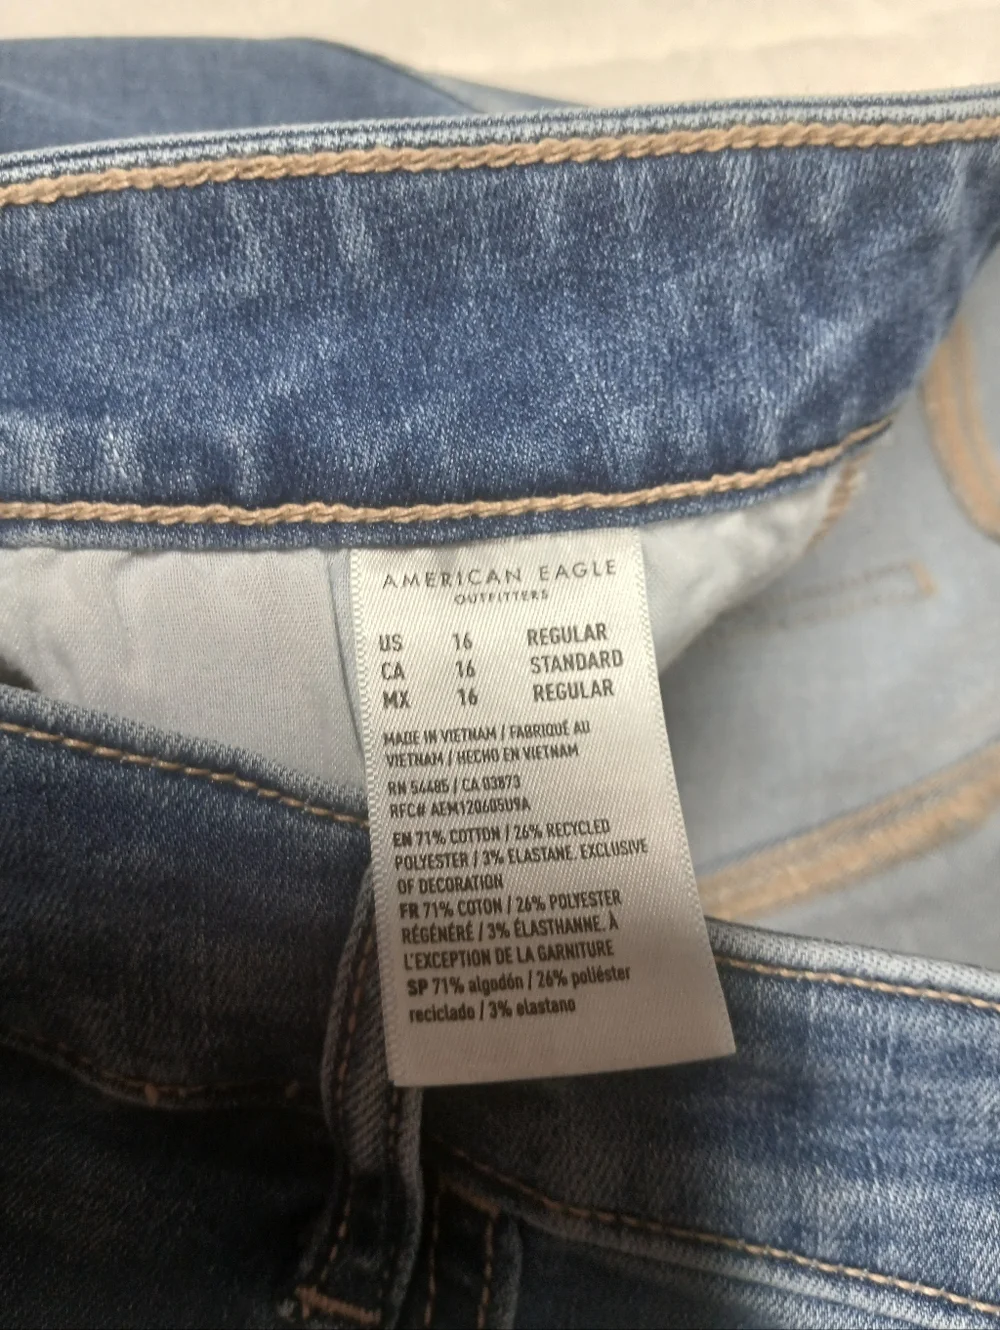 AMERICAN EAGLE
OUTFITTERS
US 16 REGULAR
CA 16 STANDARD
MX 16 REGULAR
MADE IN VIETNAM / FABRIQUÉ AU
VIETNAM / HECHO EN VIETNAM
RN 54485 / CA 03873
RFC# AEM120605U9A
EN 71% COTTON / 26% RECYCLED
POLYESTER / 3% ELASTANE. EXCLUSIVE
OF DECORATION
FR 71% COTON / 26% POLYESTER
RÉGÉNÉRÉ / 3% ÉLASTHANNE. À
L'EXCEPTION DE LA GARNITURE
SP 71% algodón / 26% poliéster
reciclado / 3% elastano